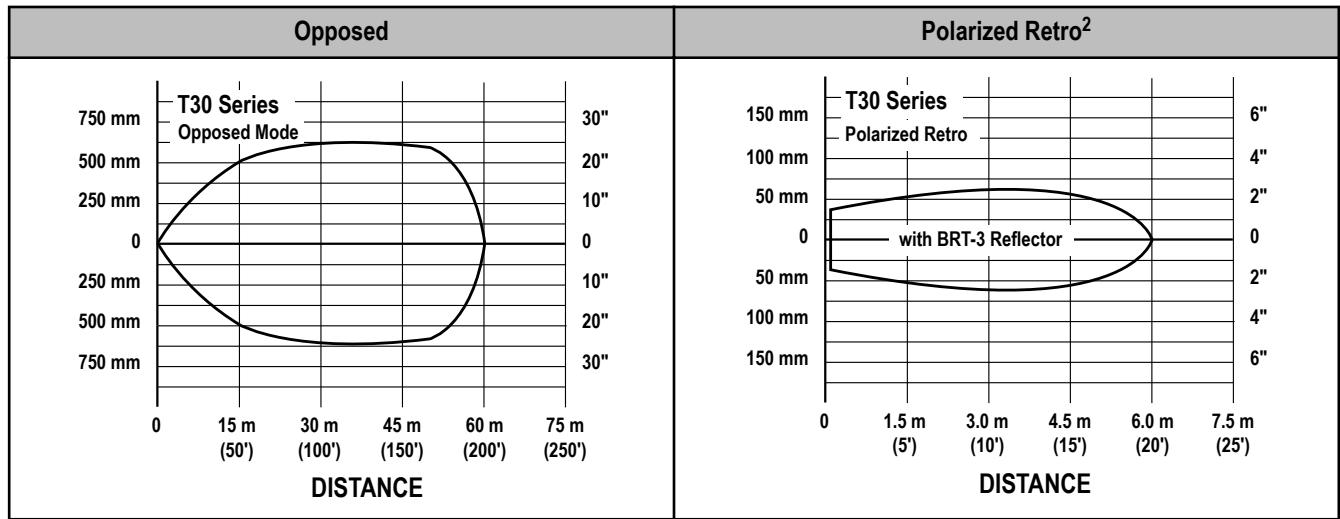 Opposed
T30 Series
Opposed Mode
750 mm
500 mm
250 mm
0
250 mm
500 mm
750 mm
30"
20"
10"
0
10"
20"
30"
0 15 m 30 m 45 m 60 m 75 m
(50') (100') (150') (200') (250')
DISTANCE
Polarized Retro2
T30 Series
Polarized Retro
150 mm
100 mm
50 mm
0
50 mm
100 mm
150 mm
with BRT-3 Reflector
6"
4"
2"
0
2"
4"
6"
0 1.5 m 3.0 m 4.5 m 6.0 m 7.5 m
(5') (10') (15') (20') (25')
DISTANCE